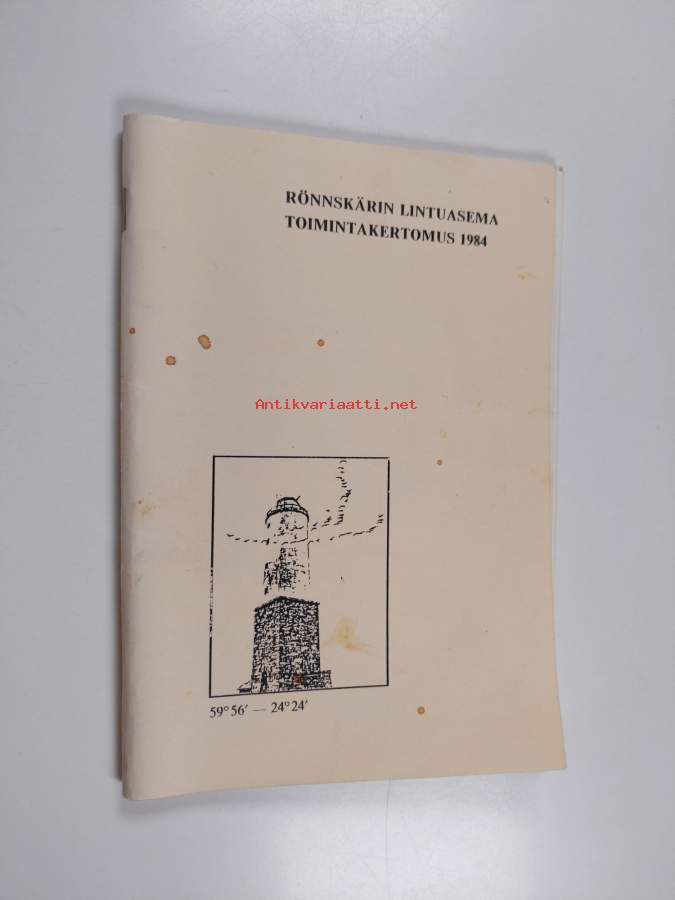 RÖNNSKÄRIN LINTUASEMA
TOIMINTAKERTOMUS 1984
Antikvariaatti.net
59° 56′ — 24° 24′